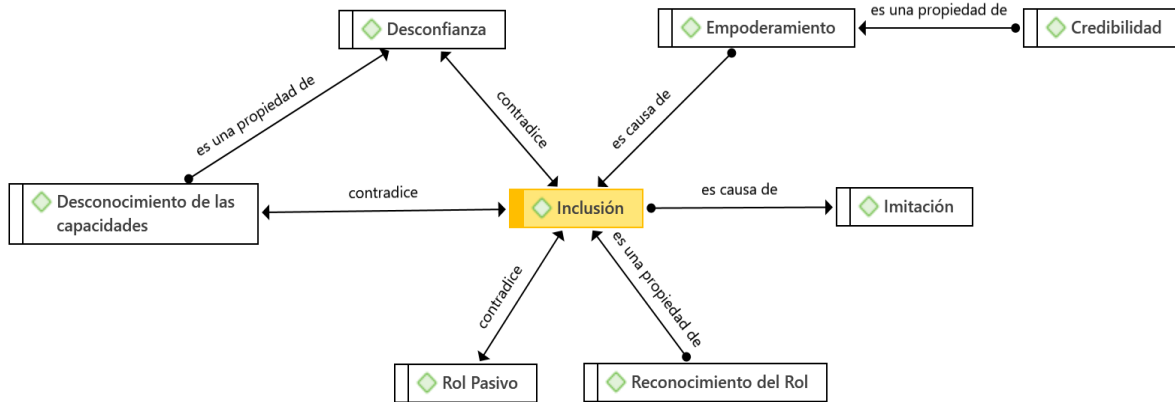 es una propiedad de
Desconfianza
Empoderamiento
Credibilidad
es una propiedad de
contradice
es causa de
Desconocimiento de las
capacidades
contradice
Inclusión
es causa de
Imitación
contradice
es una propiedad de
Rol Pasivo
Reconocimiento del Rol